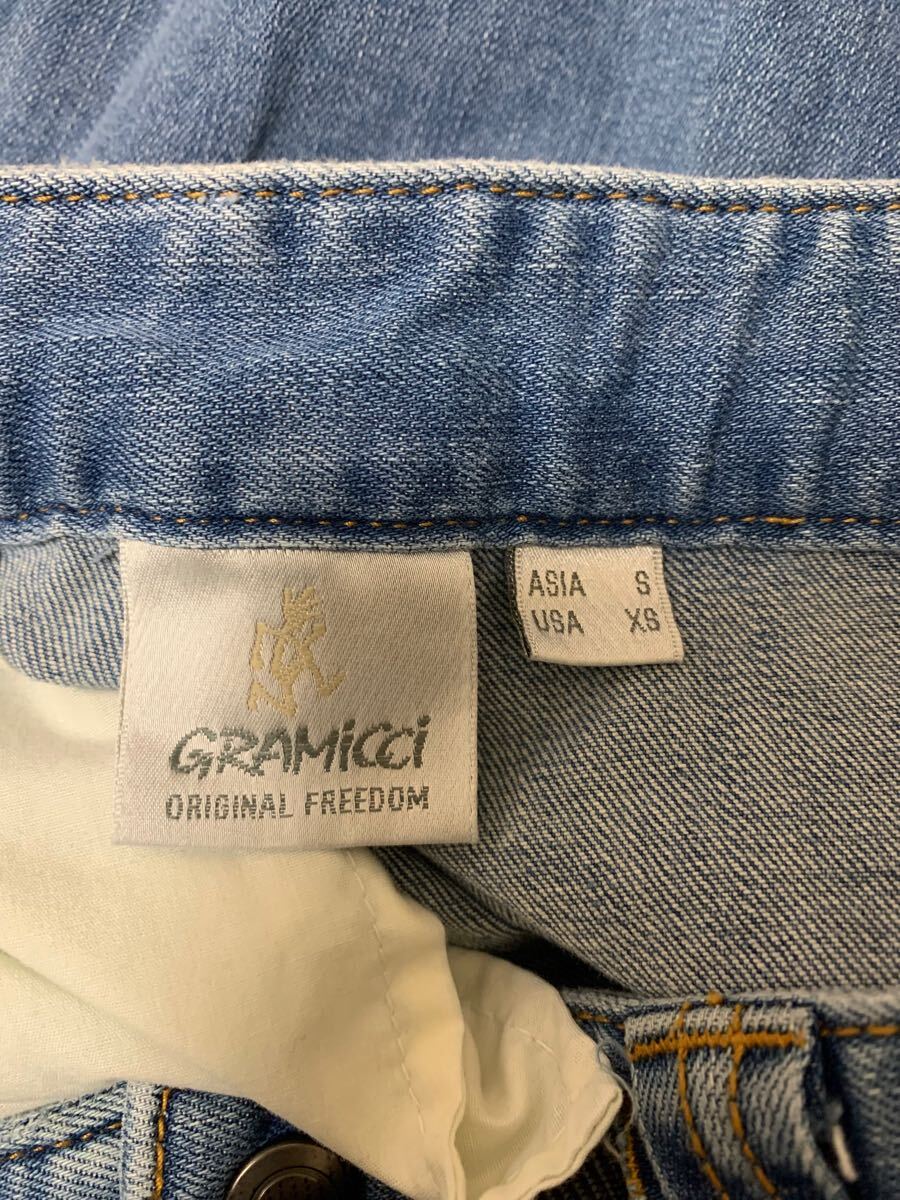 GRAMiCCi
ORIGINAL FREEDOM
ASIA S
USA XS